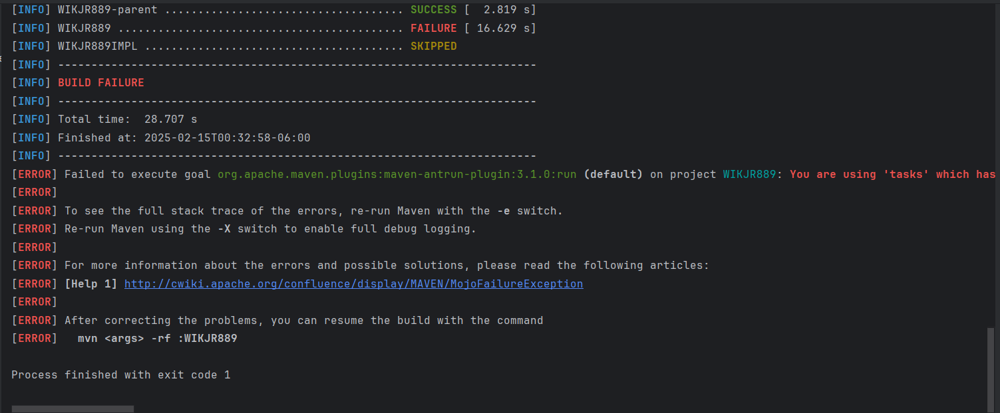 [INFO] WIKJR889-parent .................................... SUCCESS [  2.819 s]
[INFO] WIKJR889 ........................................... FAILURE [ 16.629 s]
[INFO] WIKJR889IMPL ....................................... SKIPPED
[INFO] ------------------------------------------------------------------------
[INFO] BUILD FAILURE
[INFO] ------------------------------------------------------------------------
[INFO] Total time:  28.707 s
[INFO] Finished at: 2025-02-15T00:32:58-06:00
[INFO] ------------------------------------------------------------------------
[ERROR] Failed to execute goal org.apache.maven.plugins:maven-antrun-plugin:3.1.0:run (default) on project WIKJR889: You are using 'tasks' which has
[ERROR]
[ERROR] To see the full stack trace of the errors, re-run Maven with the -e switch.
[ERROR] Re-run Maven using the -X switch to enable full debug logging.
[ERROR]
[ERROR] For more information about the errors and possible solutions, please read the following articles:
[ERROR] [Help 1] http://cwiki.apache.org/confluence/display/MAVEN/MojoFailureException
[ERROR]
[ERROR] After correcting the problems, you can resume the build with the command
[ERROR]   mvn <args> -rf :WIKJR889
Process finished with exit code 1